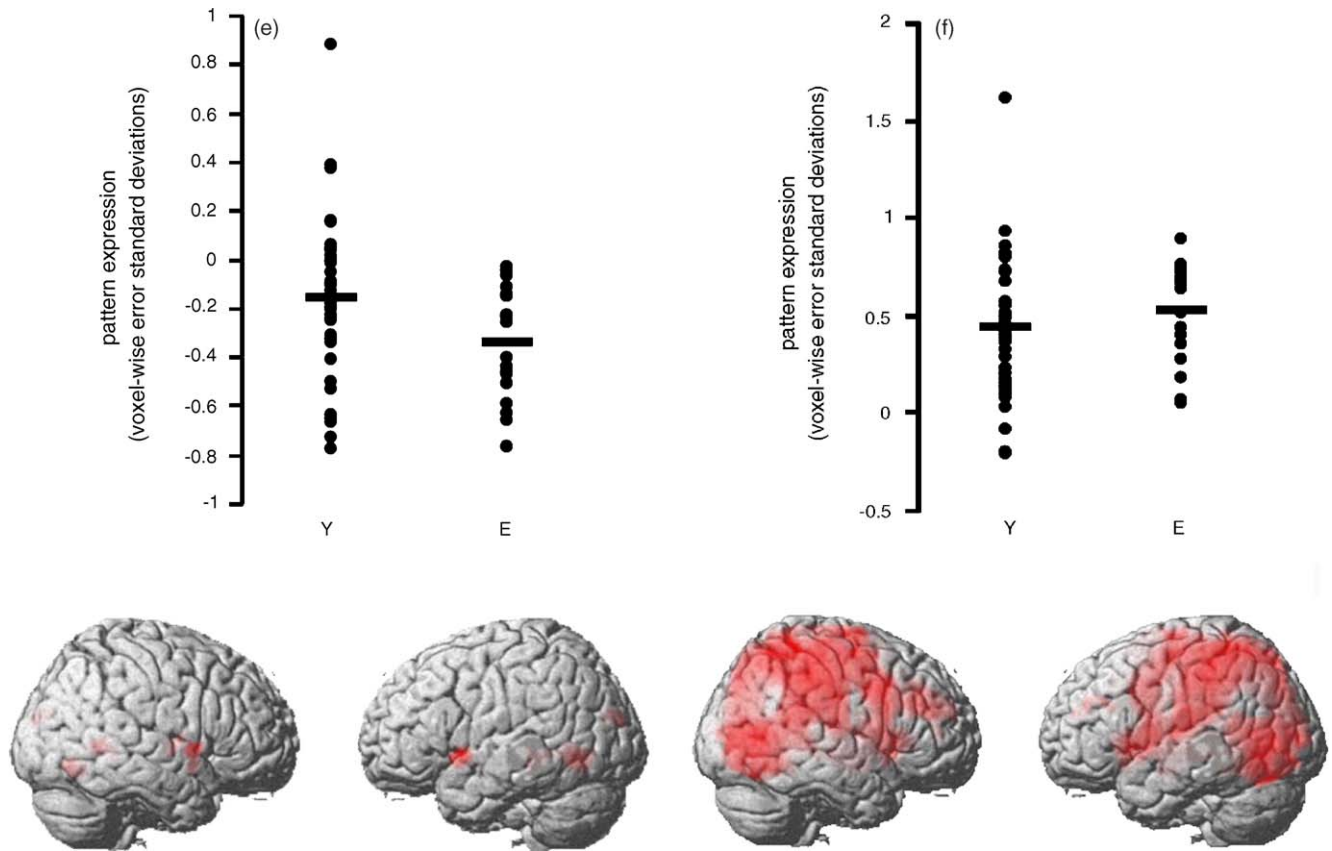 (e)
pattern expression
(voxel-wise error standard deviations)
1
0.8
0.6
0.4
0.2
0
-0.2
-0.4
-0.6
-0.8
-1
Y E
(f)
pattern expression
(voxel-wise error standard deviations)
2
1.5
1
0.5
0
-0.5
Y E